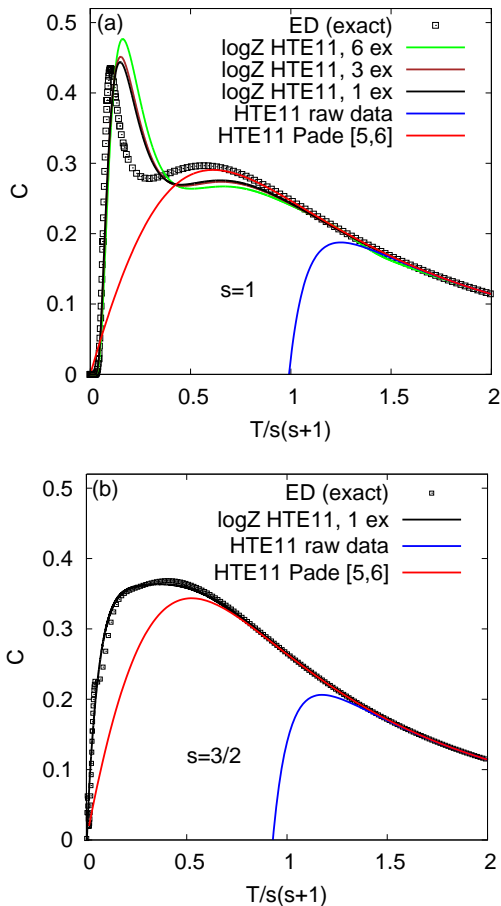 (a)
ED (exact)
logZ HTE11, 6 ex
logZ HTE11, 3 ex
logZ HTE11, 1 ex
HTE11 raw data
HTE11 Pade [5,6]
0.5
0.4
0.3
0.2
0.1
0
C
s=1
0 0.5 1 1.5 2
T/s(s+1)
(b)
ED (exact)
logZ HTE11, 1 ex
HTE11 raw data
HTE11 Pade [5,6]
0.5
0.4
0.3
0.2
0.1
0
C
s=3/2
0 0.5 1 1.5 2
T/s(s+1)